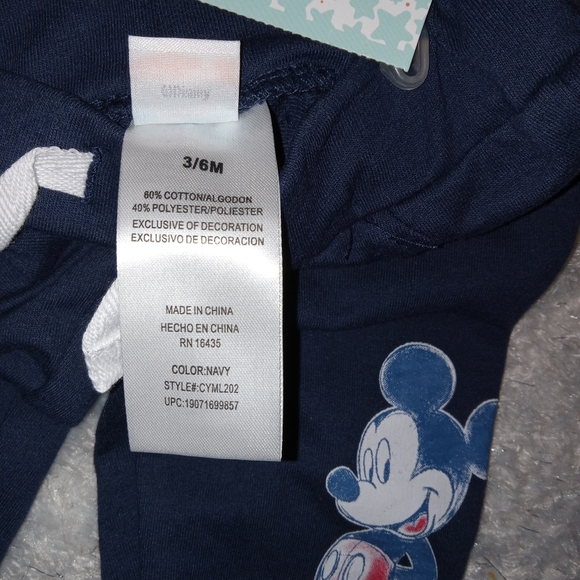 ©Disney
3/6M
60% COTTON/ALGODON
40% POLYESTER/POLIESTER
EXCLUSIVE OF DECORATION
EXCLUSIVO DE DECORACION
MADE IN CHINA
HECHO EN CHINA
RN 16435
COLOR:NAVY
STYLE#:CYML202
UPC:19071699857